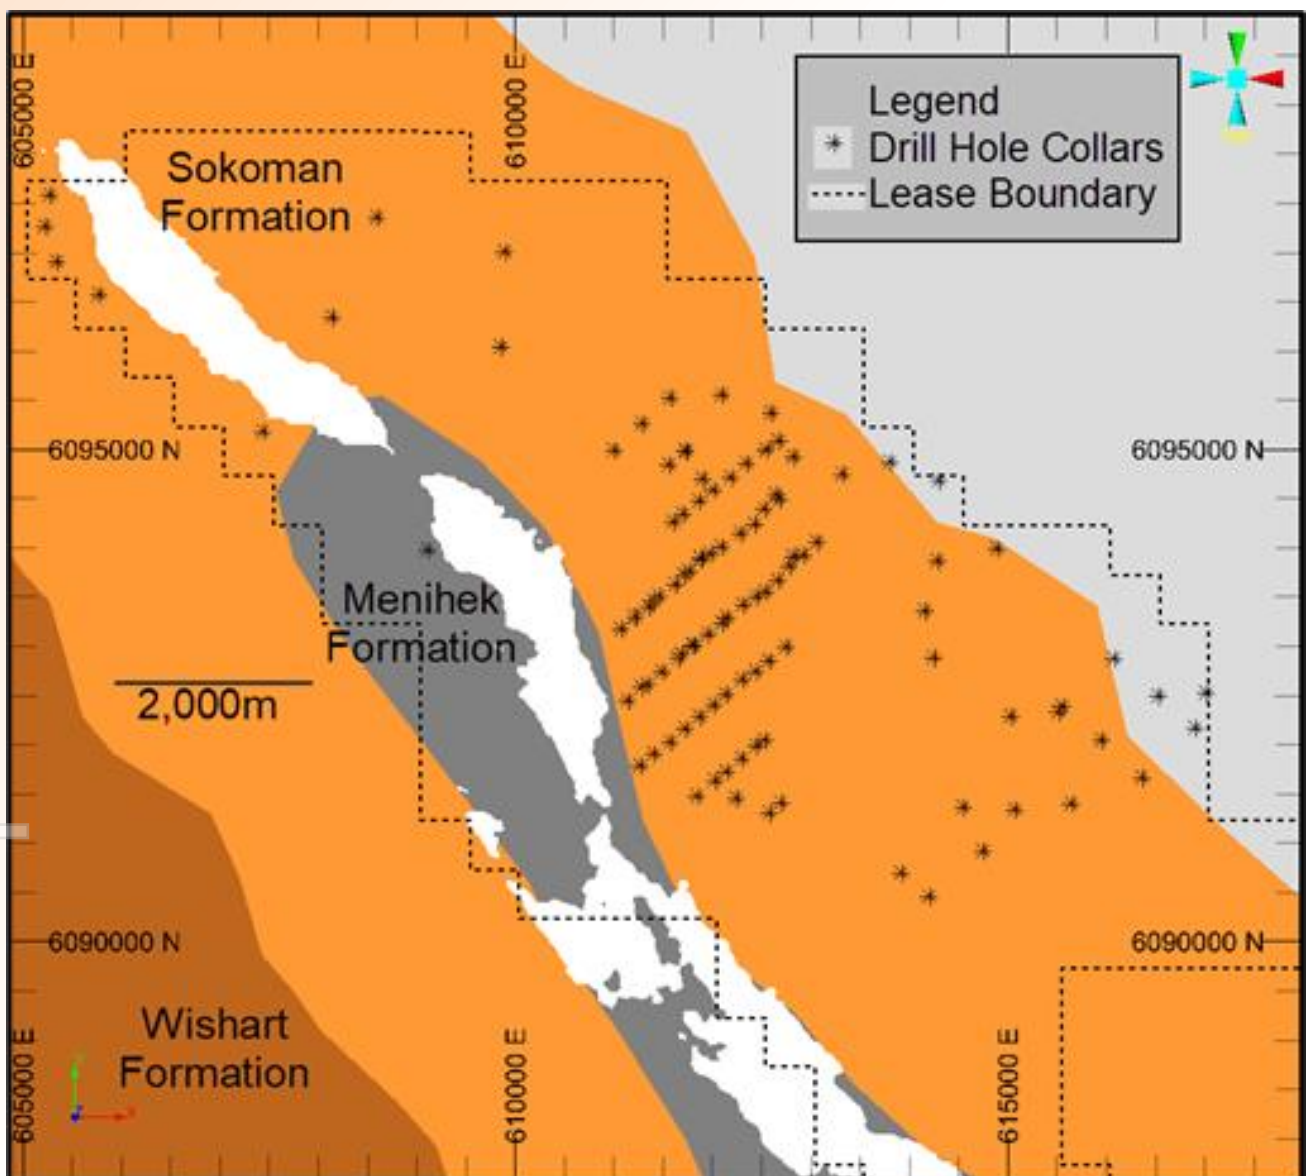 605000 E
610000 E
Legend
Drill Hole Collars
Lease Boundary
Sokoman
Formation
6095000 N
6095000 N
Menihek
Formation
2,000m
6090000 N
6090000 N
Wishart
Formation
605000 E
610000 E
615000 E